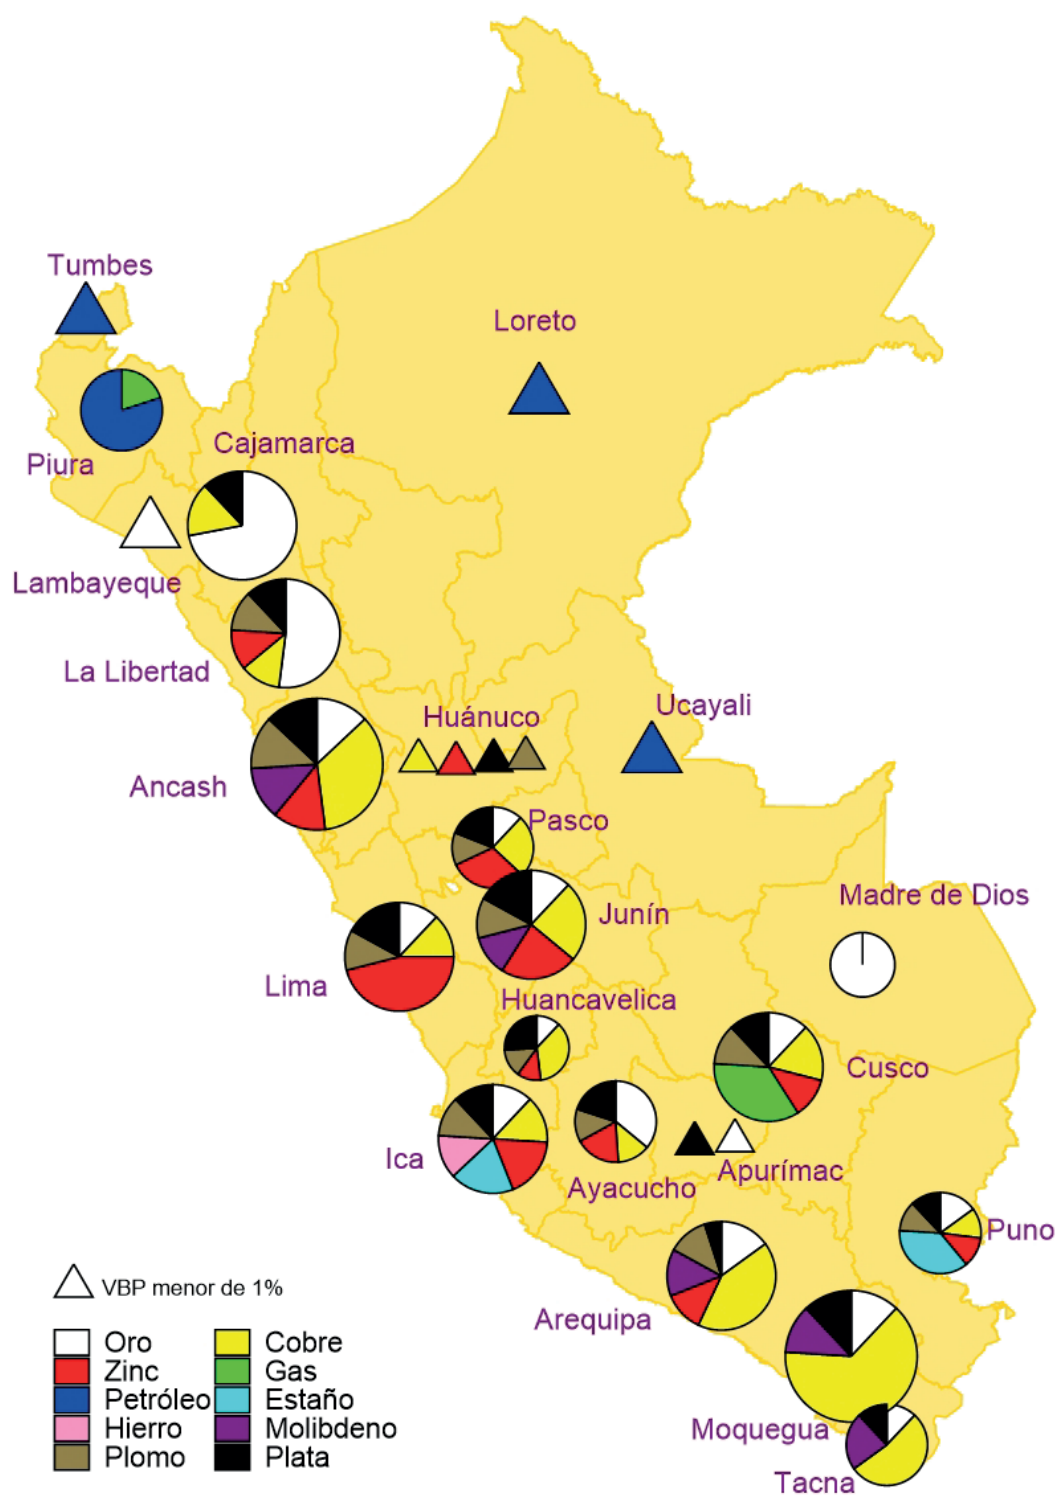 Tumbes
Loreto
Piura
Cajamarca
Lambayeque
La Libertad
Huánuco
Ucayali
Ancash
Pasco
Madre de Dios
Junín
Lima
Huancavelica
Cusco
Ica
Apurímac
Ayacucho
Puno
Arequipa
Moquegua
Tacna
VBP menor de 1%
Oro
Cobre
Zinc
Gas
Petróleo
Estaño
Hierro
Molibdeno
Plomo
Plata